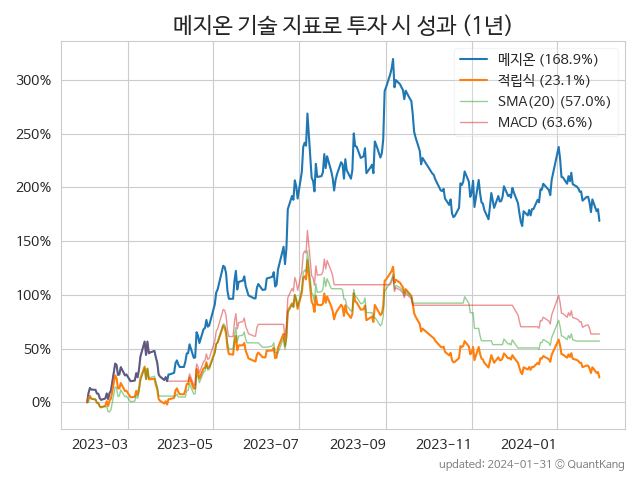 메지온 기술 지표로 투자 시 성과 (1년)
메지온 (168.9%)
적립식 (23.1%)
SMA(20) (57.0%)
MACD (63.6%)
300%
250%
200%
150%
100%
50%
0%
2023-03 2023-05 2023-07 2023-09 2023-11 2024-01
updated: 2024-01-31 © QuantKang